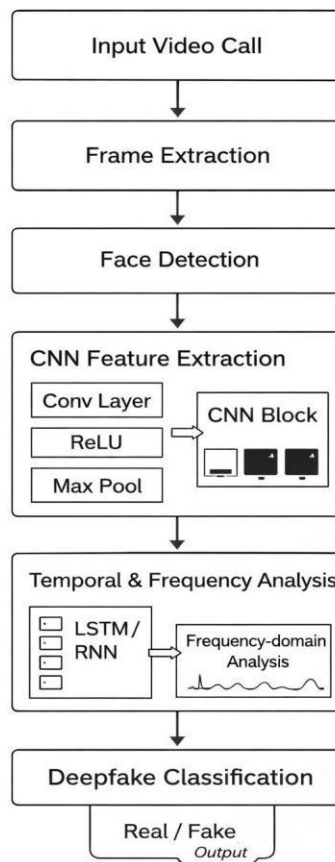 Input Video Call
Frame Extraction
Face Detection
CNN Feature Extraction
Conv Layer
ReLU
Max Pool
CNN Block
Temporal & Frequency Analysis
LSTM/
RNN
Frequency-domain
Analysis
Deepfake Classification
Real / Fake
Output